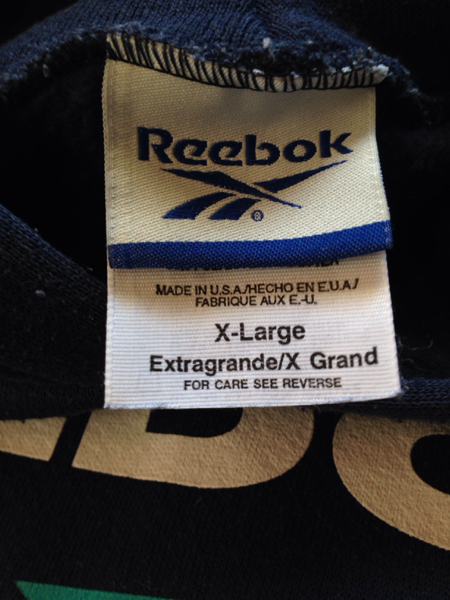 Reebok
®
MADE IN U.S.A./HECHO EN E.U.A./
FABRIQUE AUX E.-U.
X-Large
Extragrande/X Grand
FOR CARE SEE REVERSE